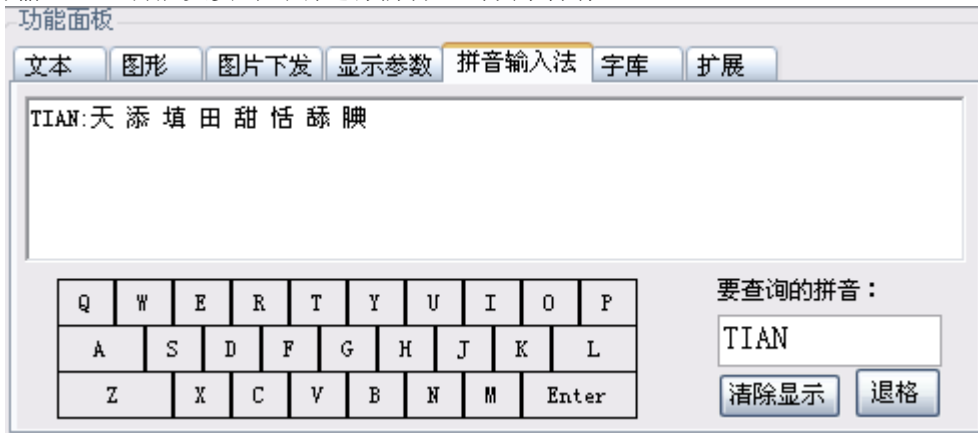 功能面板
文本 图形 图片下发 显示参数 拼音输入法 字库 扩展
TIAN:天 添 填 田 甜 恬 舔 腆
Q W E R T Y U I O P
A S D F G H J K L
Z X C V B N M Enter
要查询的拼音：
TIAN
清除显示 退格